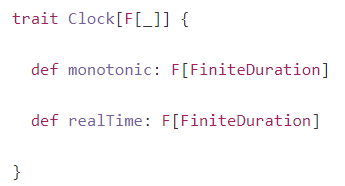 trait Clock[F[_]] {
def monotonic: F[FiniteDuration]
def realTime: F[FiniteDuration]
}